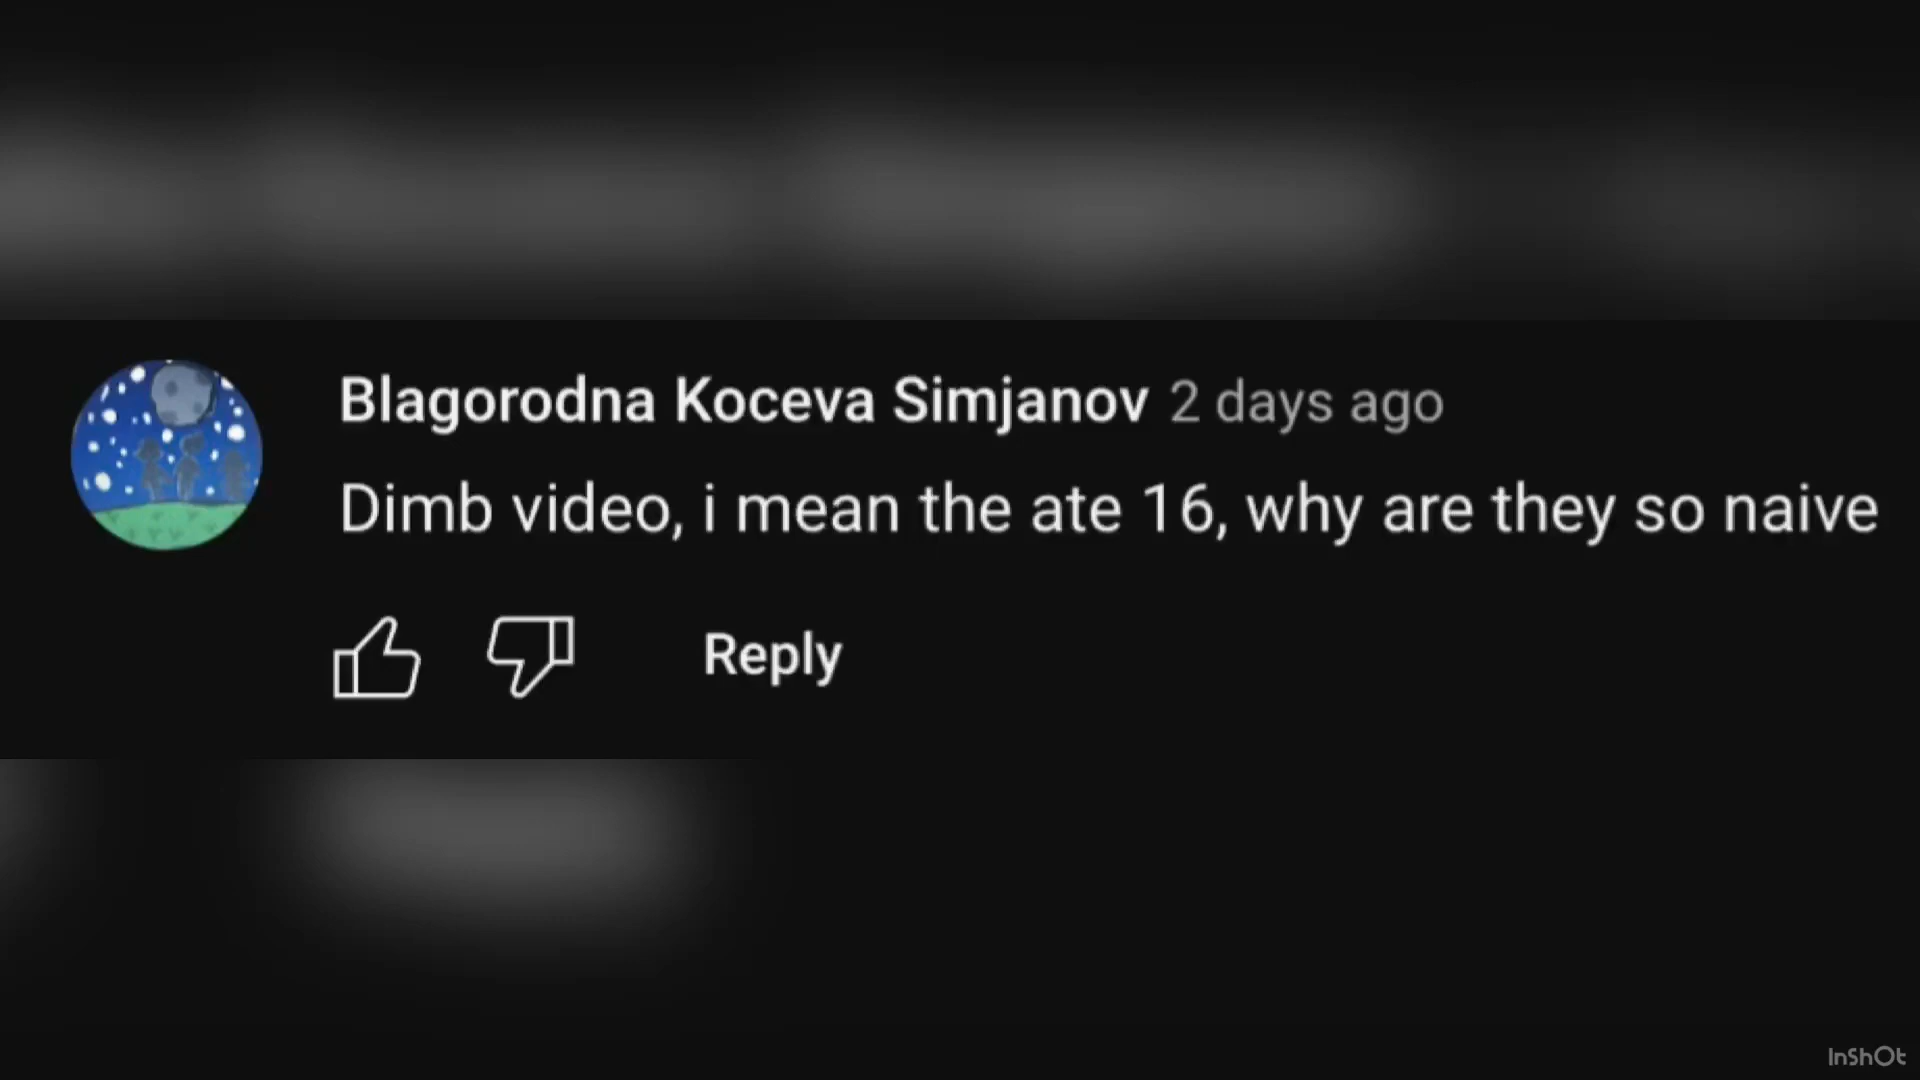 Blagorodna Koceva Simjanov 2 days ago
Dimb video, i mean the ate 16, why are they so naive
Reply
InShOt